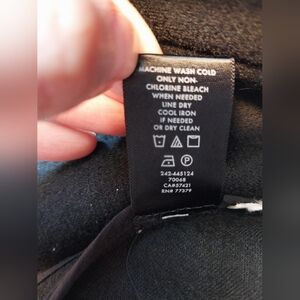 MACHINE WASH COLD
ONLY NON-
CHLORINE BLEACH
WHEN NEEDED
LINE DRY
COOL IRON
IF NEEDED
OR DRY CLEAN
P
242-445124
70068
CA#57421
RN# 77379